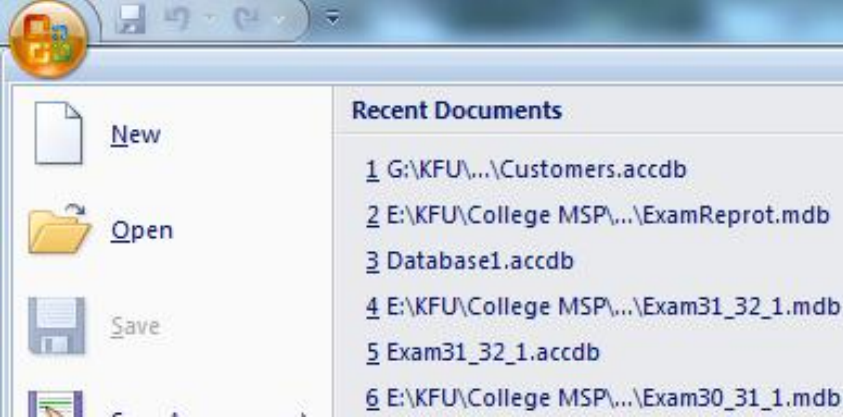 Recent Documents
New
1 G:\KFU\...\Customers.accdb
2 E:\KFU\College MSP\...\ExamReprot.mdb
Open
3 Database1.accdb
4 E:\KFU\College MSP\...\Exam31_32_1.mdb
Save
5 Exam31_32_1.accdb
6 E:\KFU\College MSP\...\Exam30_31_1.mdb